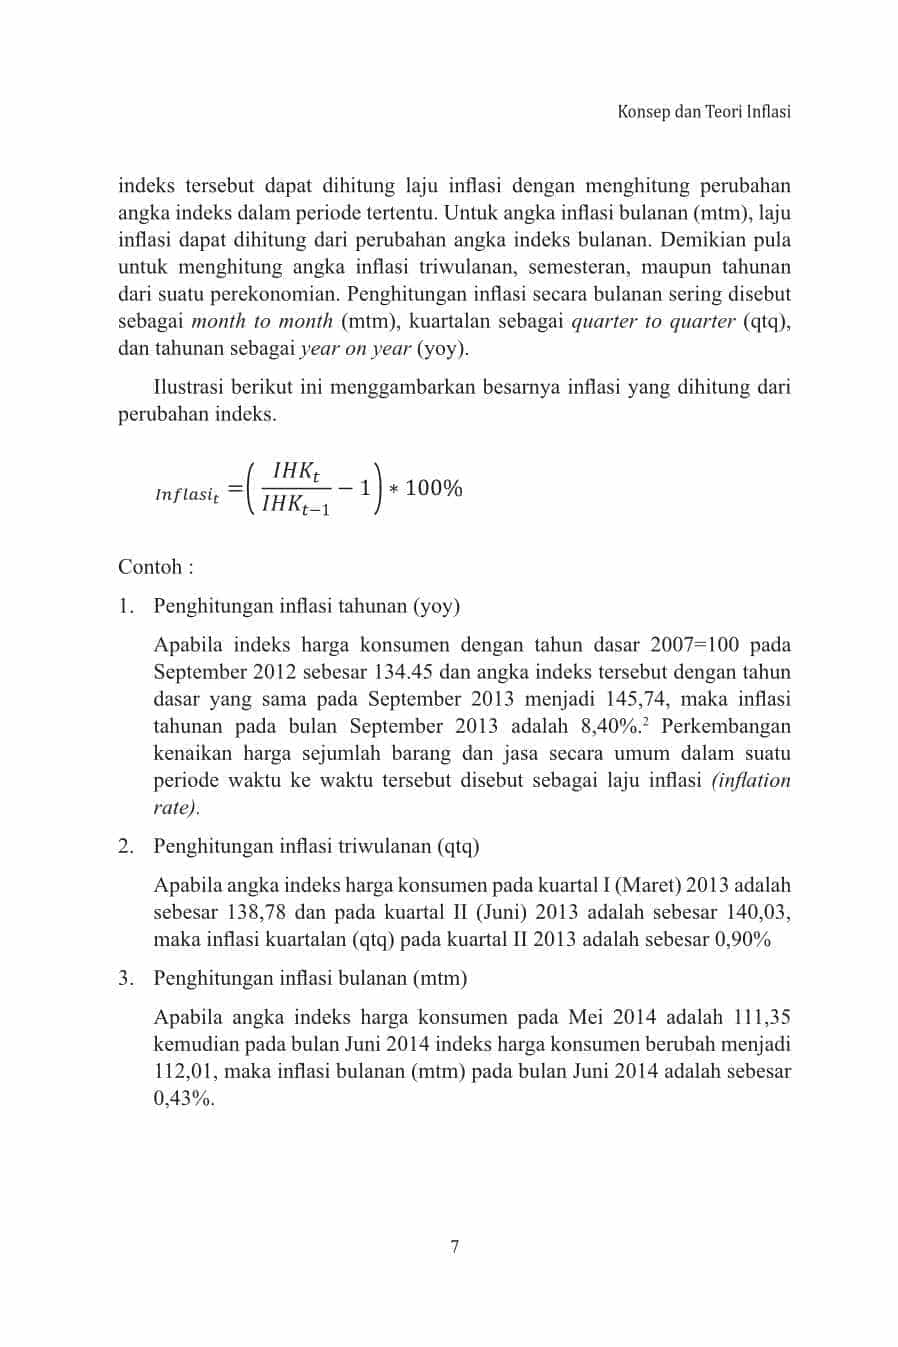 Konsep dan Teori Inflasi
indeks tersebut dapat dihitung laju inflasi dengan menghitung perubahan
angka indeks dalam periode tertentu. Untuk angka inflasi bulanan (mtm), laju
inflasi dapat dihitung dari perubahan angka indeks bulanan. Demikian pula
untuk menghitung angka inflasi triwulanan, semesteran, maupun tahunan
dari suatu perekonomian. Penghitungan inflasi secara bulanan sering disebut
sebagai month to month (mtm), kuartalan sebagai quarter to quarter (qtq),
dan tahunan sebagai year on year (yoy).
Ilustrasi berikut ini menggambarkan besarnya inflasi yang dihitung dari
perubahan indeks.
Inflasi_t = (IHK_t / IHK_{t−1} − 1) * 100%
Contoh :
1. Penghitungan inflasi tahunan (yoy)
Apabila indeks harga konsumen dengan tahun dasar 2007=100 pada
September 2012 sebesar 134.45 dan angka indeks tersebut dengan tahun
dasar yang sama pada September 2013 menjadi 145,74, maka inflasi
tahunan pada bulan September 2013 adalah 8,40%.² Perkembangan
kenaikan harga sejumlah barang dan jasa secara umum dalam suatu
periode waktu ke waktu tersebut disebut sebagai laju inflasi (inflation
rate).
2. Penghitungan inflasi triwulanan (qtq)
Apabila angka indeks harga konsumen pada kuartal I (Maret) 2013 adalah
sebesar 138,78 dan pada kuartal II (Juni) 2013 adalah sebesar 140,03,
maka inflasi kuartalan (qtq) pada kuartal II 2013 adalah sebesar 0,90%
3. Penghitungan inflasi bulanan (mtm)
Apabila angka indeks harga konsumen pada Mei 2014 adalah 111,35
kemudian pada bulan Juni 2014 indeks harga konsumen berubah menjadi
112,01, maka inflasi bulanan (mtm) pada bulan Juni 2014 adalah sebesar
0,43%.
7